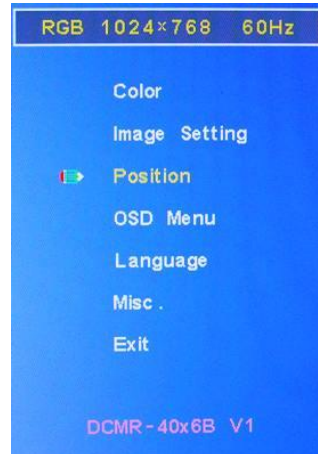 RGB 1024×768 60Hz
Color
Image Setting
Position
OSD Menu
Language
Misc.
Exit
DCMR-40x6B V1